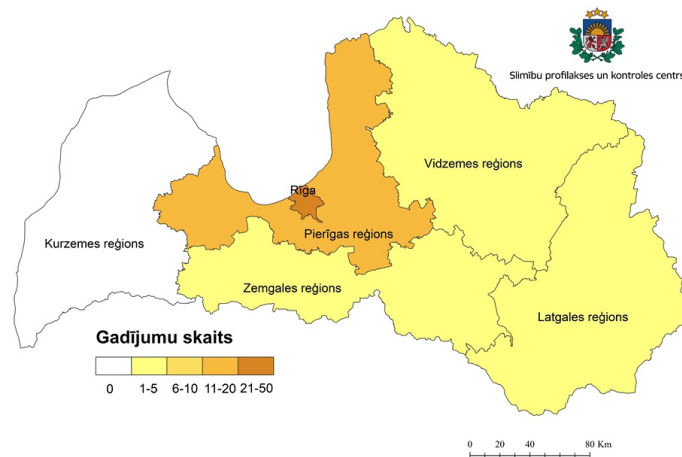 Slimību profilakses un kontroles centrs
Rīga
Vidzemes reģions
Pierīgas reģions
Kurzemes reģions
Zemgales reģions
Latgales reģions
Gadījumu skaits
0 1-5 6-10 11-20 21-50
0 20 40 80 Km